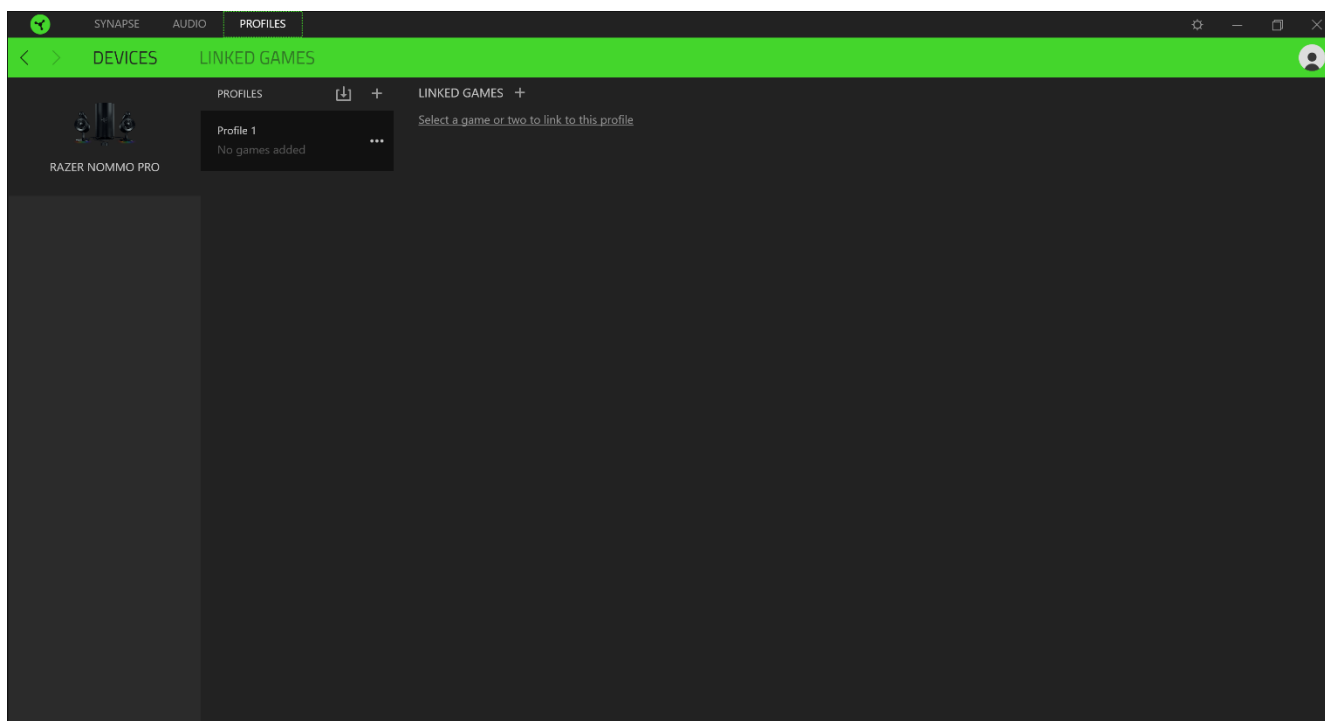 SYNAPSE AUDIO PROFILES
DEVICES LINKED GAMES
PROFILES
LINKED GAMES
Profile 1
No games added
Select a game or two to link to this profile
RAZER NOMMO PRO